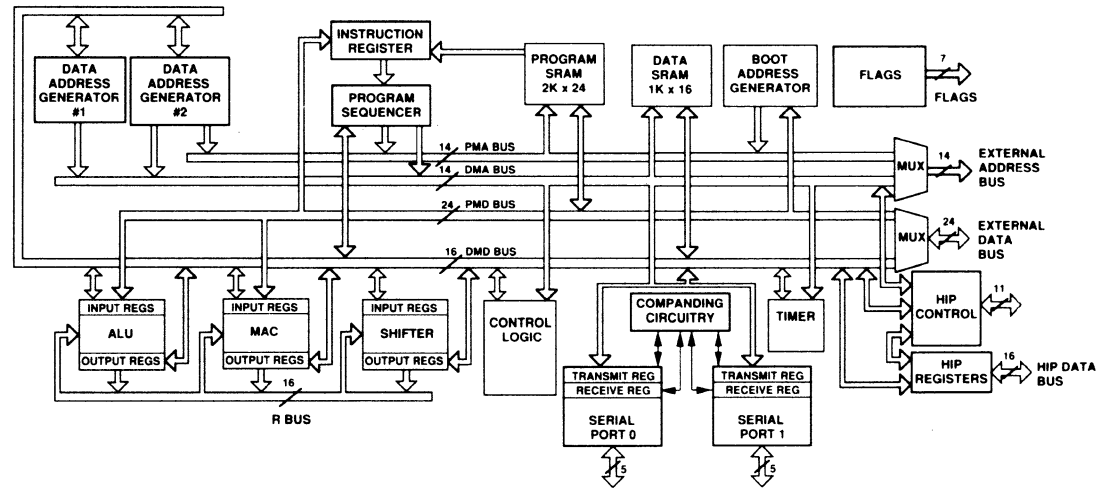 DATA
ADDRESS
GENERATOR
#1
DATA
ADDRESS
GENERATOR
#2
INSTRUCTION
REGISTER
PROGRAM
SEQUENCER
PROGRAM
SRAM
2K x 24
DATA
SRAM
1K x 16
BOOT
ADDRESS
GENERATOR
FLAGS
7
FLAGS
14 PMA BUS
14 DMA BUS
24 PMD BUS
16 DMD BUS
MUX
14
EXTERNAL
ADDRESS
BUS
MUX
24
EXTERNAL
DATA
BUS
INPUT REGS
ALU
OUTPUT REGS
INPUT REGS
MAC
OUTPUT REGS
INPUT REGS
SHIFTER
OUTPUT REGS
16
R BUS
CONTROL
LOGIC
COMPANDING
CIRCUITRY
TRANSMIT REG
RECEIVE REG
SERIAL
PORT 0
5
TRANSMIT REG
RECEIVE REG
SERIAL
PORT 1
5
TIMER
HIP
CONTROL
11
HIP
REGISTERS
16
HIP DATA
BUS